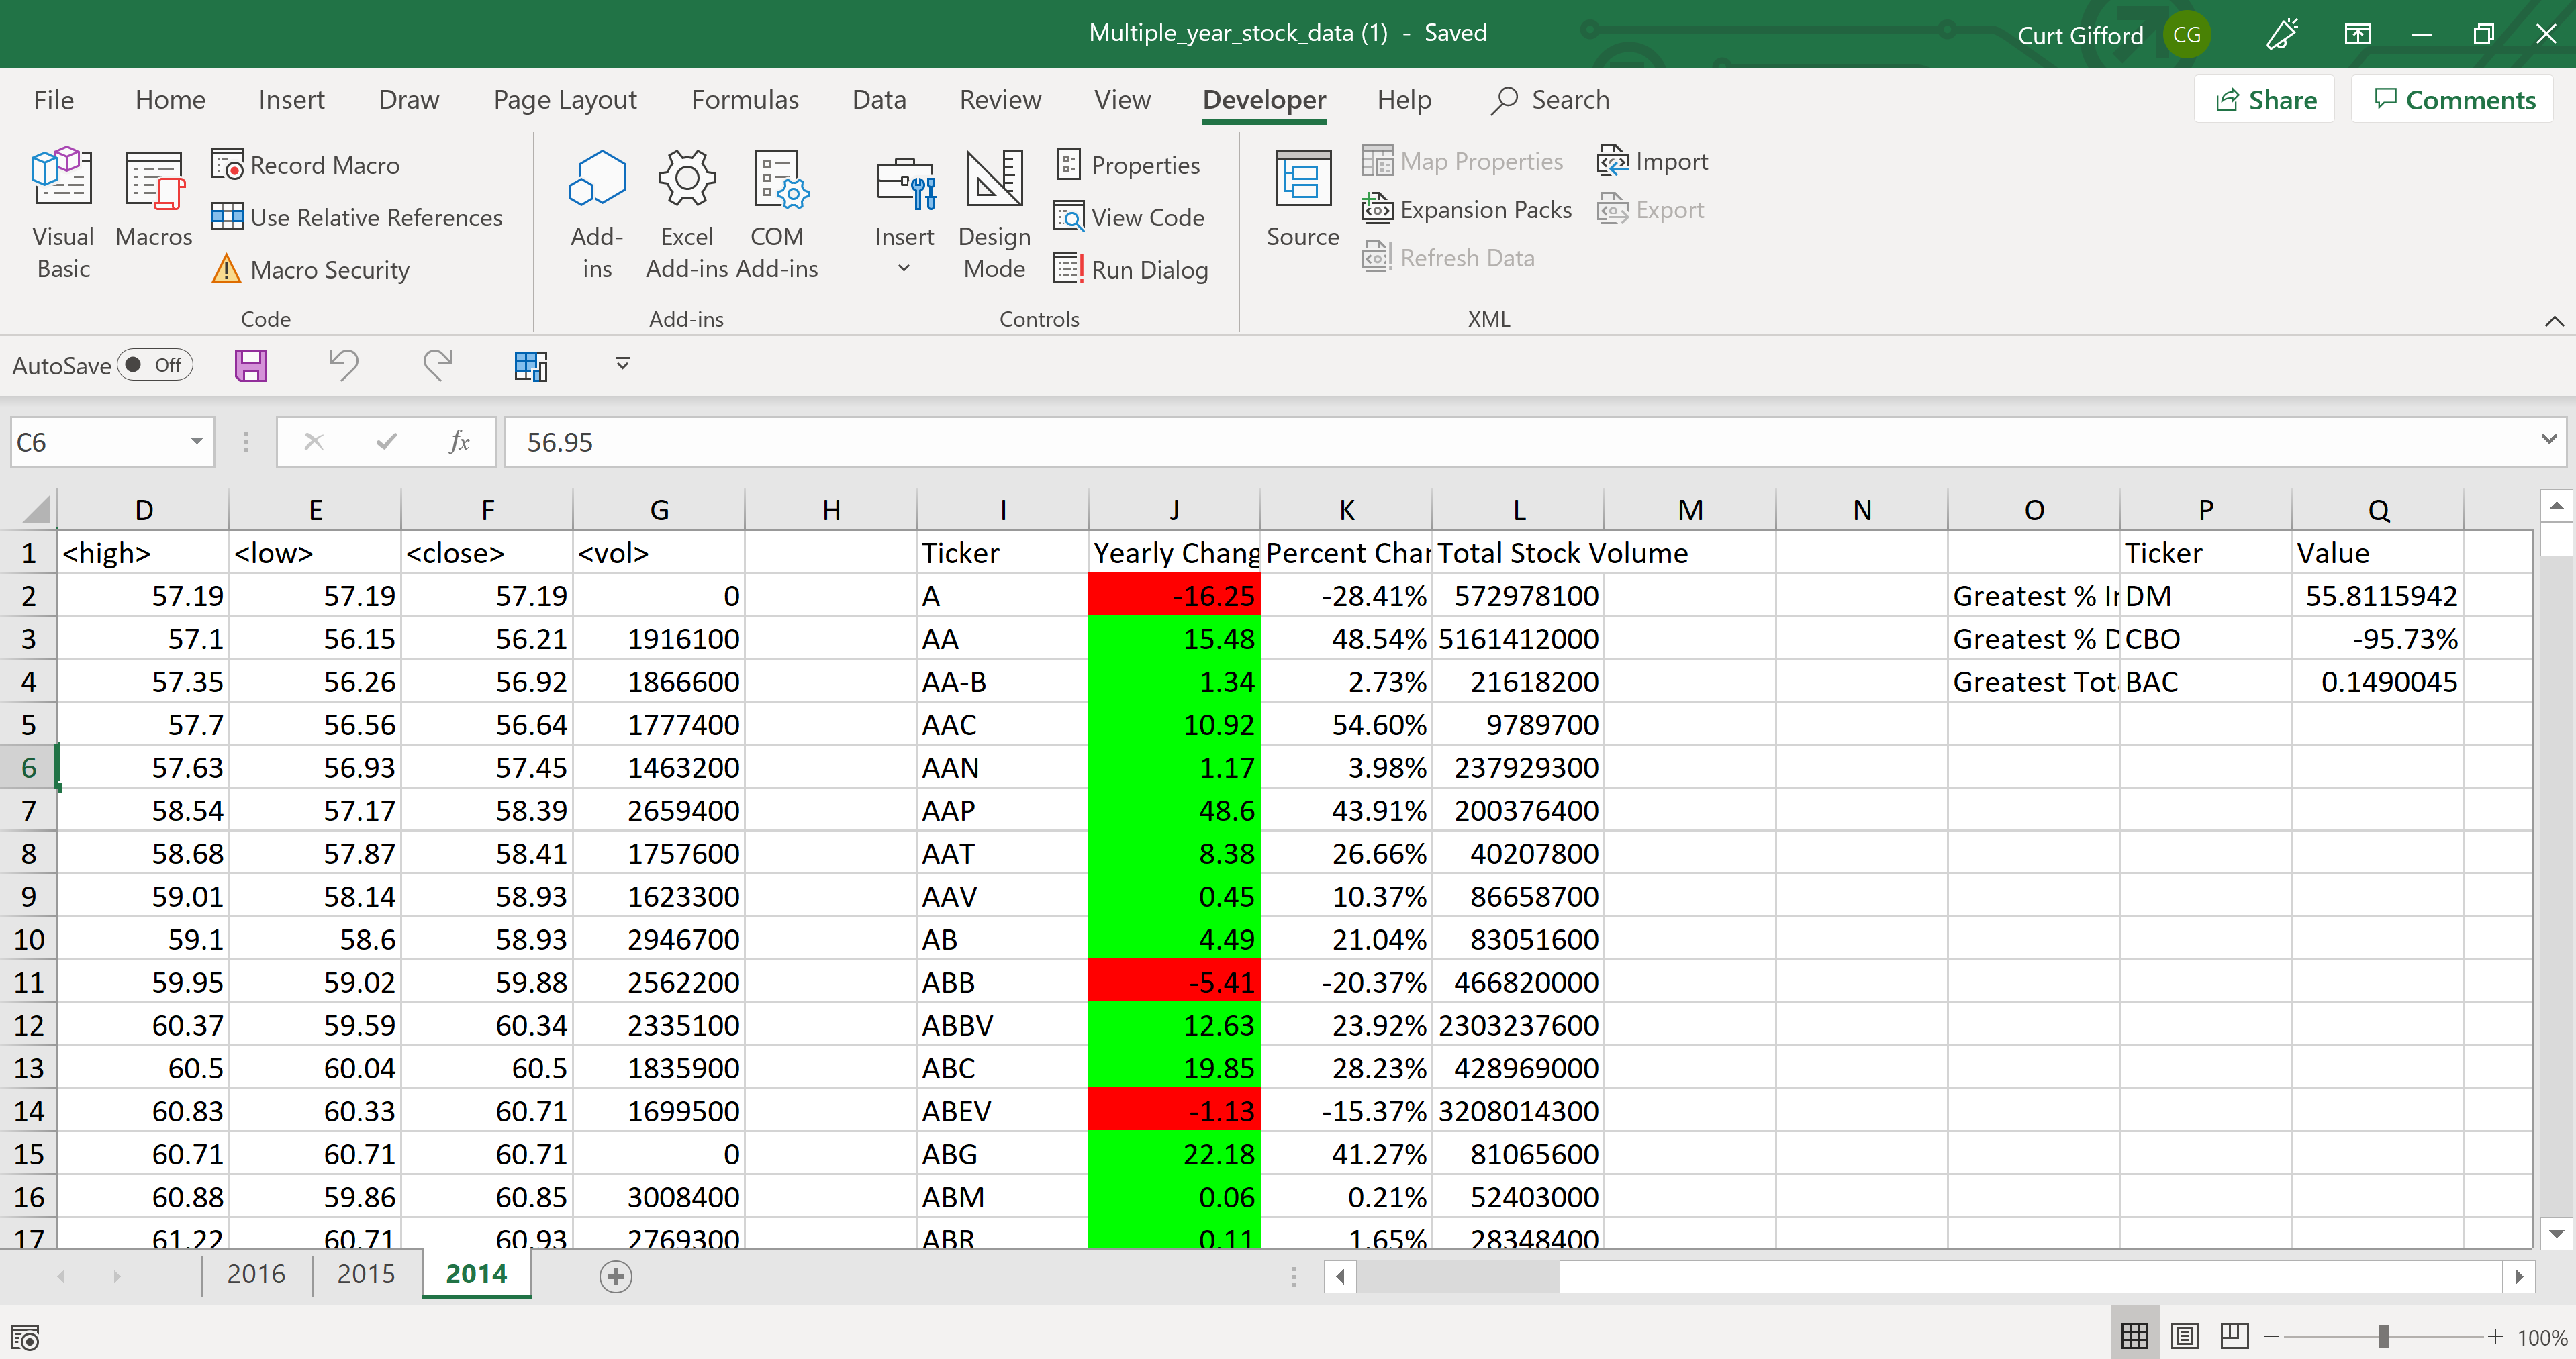 Multiple_year_stock_data (1) - Saved Curt Gifford CG
File Home Insert Draw Page Layout Formulas Data Review View Developer Help Search Share Comments
Visual Basic
Macros
Record Macro
Use Relative References
Macro Security
Code
Add-ins
Excel Add-ins
COM Add-ins
Add-ins
Insert
Design Mode
Properties
View Code
Run Dialog
Controls
Source
Map Properties
Expansion Packs
Refresh Data
Import
Export
XML
AutoSave Off
C6 fx 56.95
D E F G H I J K L M N O P Q
1 <high> <low> <close> <vol> Ticker Yearly Chang Percent Char Total Stock Volume Ticker Value
2 57.19 57.19 57.19 0 A -16.25 -28.41% 572978100 Greatest % Ir DM 55.8115942
3 57.1 56.15 56.21 1916100 AA 15.48 48.54% 5161412000 Greatest % D CBO -95.73%
4 57.35 56.26 56.92 1866600 AA-B 1.34 2.73% 21618200 Greatest Tot BAC 0.1490045
5 57.7 56.56 56.64 1777400 AAC 10.92 54.60% 9789700
6 57.63 56.93 57.45 1463200 AAN 1.17 3.98% 237929300
7 58.54 57.17 58.39 2659400 AAP 48.6 43.91% 200376400
8 58.68 57.87 58.41 1757600 AAT 8.38 26.66% 40207800
9 59.01 58.14 58.93 1623300 AAV 0.45 10.37% 86658700
10 59.1 58.6 58.93 2946700 AB 4.49 21.04% 83051600
11 59.95 59.02 59.88 2562200 ABB -5.41 -20.37% 466820000
12 60.37 59.59 60.34 2335100 ABBV 12.63 23.92% 2303237600
13 60.5 60.04 60.5 1835900 ABC 19.85 28.23% 428969000
14 60.83 60.33 60.71 1699500 ABEV -1.13 -15.37% 3208014300
15 60.71 60.71 60.71 0 ABG 22.18 41.27% 81065600
16 60.88 59.86 60.85 3008400 ABM 0.06 0.21% 52403000
17 61.22 60.71 60.93 2769300 ABR 0.11 1.65% 28348400
2016 2015 2014
100%